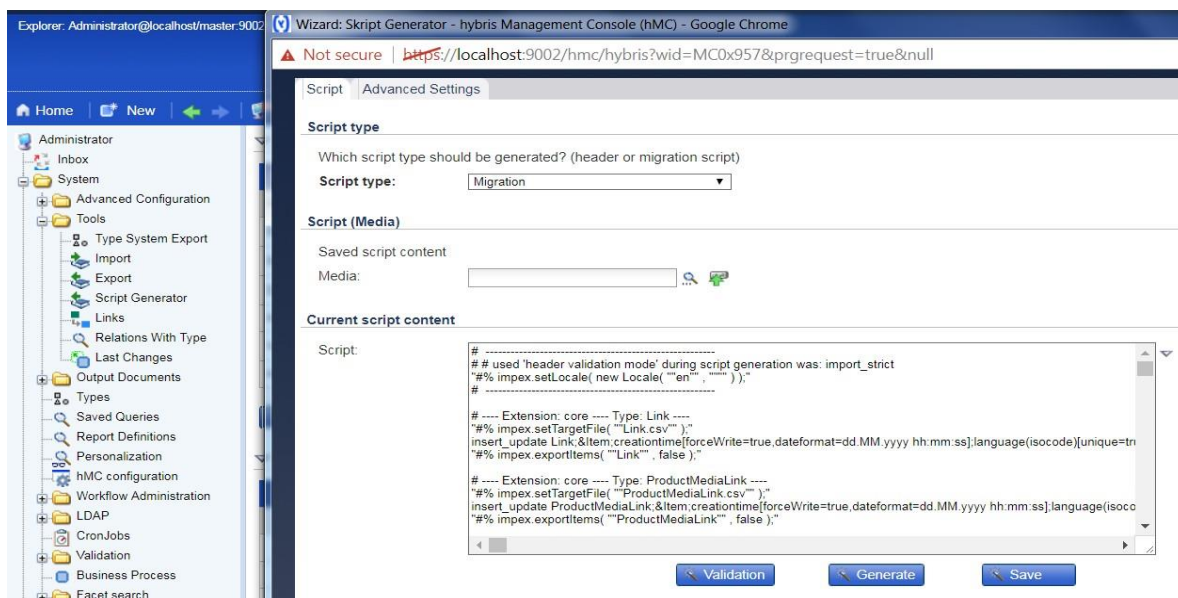 Explorer: Administrator@localhost/master:9002
Wizard: Skript Generator - hybris Management Console (hMC) - Google Chrome
Not secure | https://localhost:9002/hmc/hybris?wid=MC0x957&prgrequest=true&null
Home
New
Administrator
Inbox
System
Advanced Configuration
Tools
Type System Export
Import
Export
Script Generator
Links
Relations With Type
Last Changes
Output Documents
Types
Saved Queries
Report Definitions
Personalization
hMC configuration
Workflow Administration
LDAP
CronJobs
Validation
Business Process
Facet search
Script
Advanced Settings
Script type
Which script type should be generated? (header or migration script)
Script type: Migration
Script (Media)
Saved script content
Media:
Current script content
Script:
# -------------------------------------------------------
# # used 'header validation mode' during script generation was: import_strict
"#% impex.setLocale( new Locale( ""en"" , """" ) );"
# -------------------------------------------------------
# ---- Extension: core ---- Type: Link ----
"#% impex.setTargetFile( ""Link.csv"" );"
insert_update Link;&Item;creationtime[forceWrite=true,dateformat=dd.MM.yyyy hh:mm:ss];language(isocode)[unique=tru
"#% impex.exportItems( ""Link"" , false );"
# ---- Extension: core ---- Type: ProductMediaLink ----
"#% impex.setTargetFile( ""ProductMediaLink.csv"" );"
insert_update ProductMediaLink;&Item;creationtime[forceWrite=true,dateformat=dd.MM.yyyy hh:mm:ss];language(isoco
"#% impex.exportItems( ""ProductMediaLink"" , false );"
Validation
Generate
Save